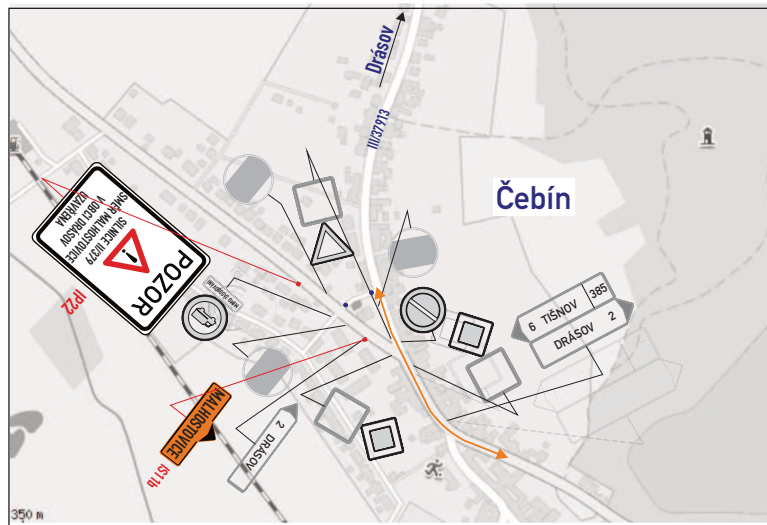 Drásov
III/37913
Čebín
POZOR
SILNICE II/379
SMĚR MALHOSTOVICE
V OBCI DRÁSOV
UZAVŘENA
IP22
6 TIŠNOV 385
DRÁSOV 2
MALHOSTOVICE
IS11b
2 DRÁSOV
350 m